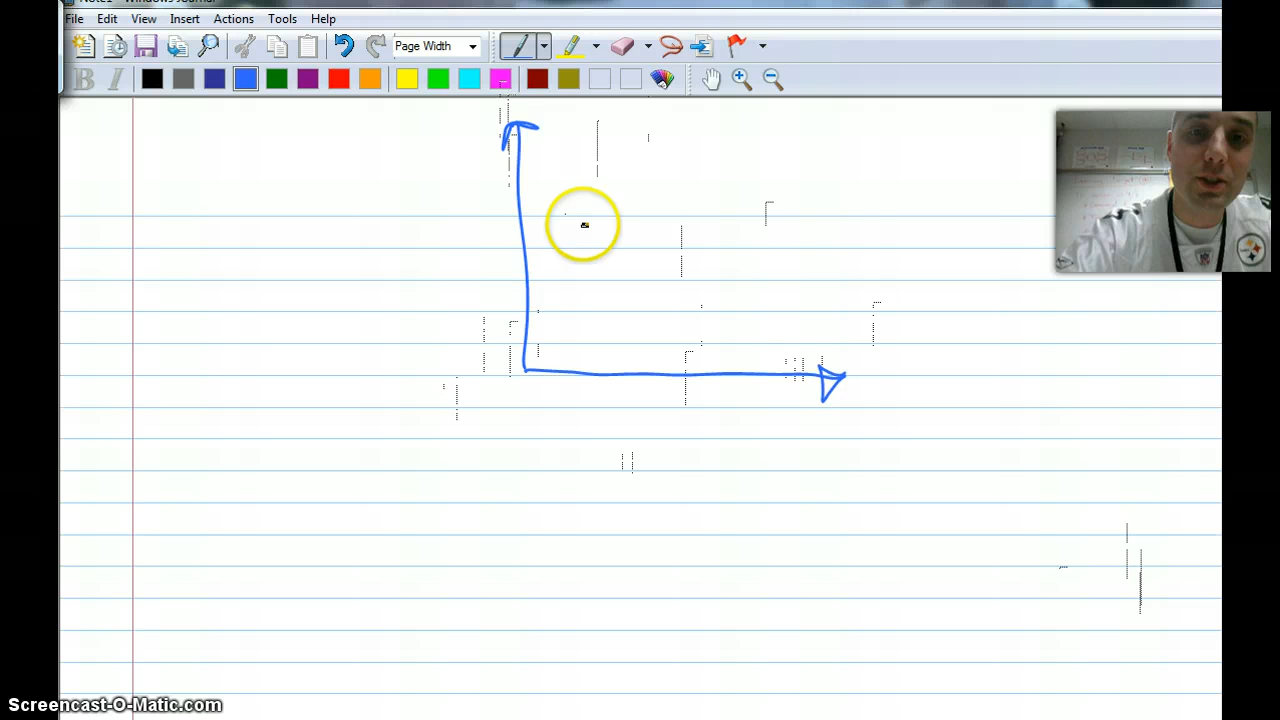 File Edit View Insert Actions Tools Help
Page Width
B I
Screencast-O-Matic.com